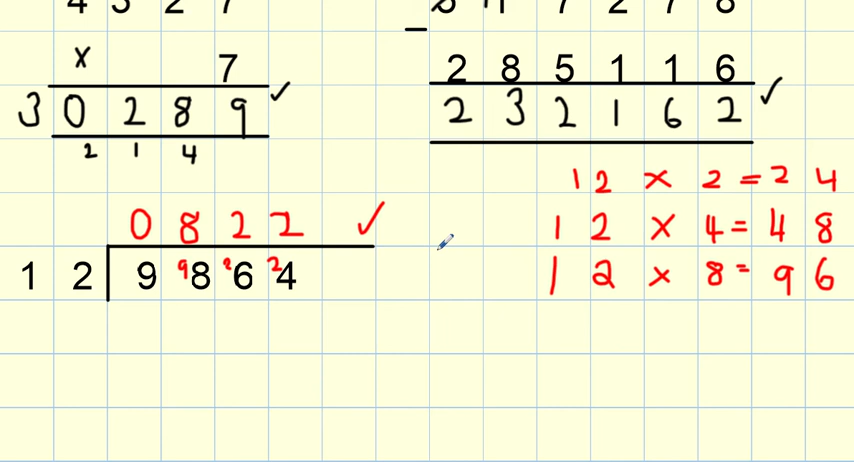 4 3 2 7
x 7
3 0 2 8 9 ✓
2 1 4
−
2 8 5 1 1 6
2 3 2 1 6 2 ✓
0 8 2 2 ✓
1 2 9 9 8 2 6 2 4
12 × 2 = 2 4
1 2 × 4 = 4 8
1 2 × 8 = 9 6